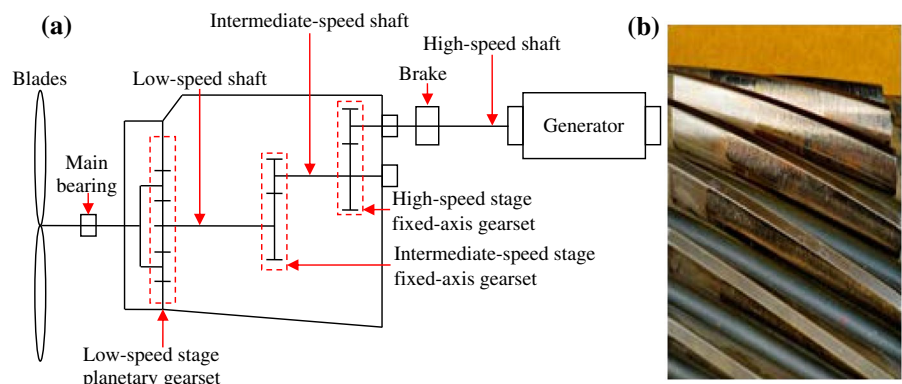 (a)
Intermediate-speed shaft
(b)
High-speed shaft
Low-speed shaft
Brake
Blades
Generator
Main
bearing
High-speed stage
fixed-axis gearset
Intermediate-speed stage
fixed-axis gearset
Low-speed stage
planetary gearset